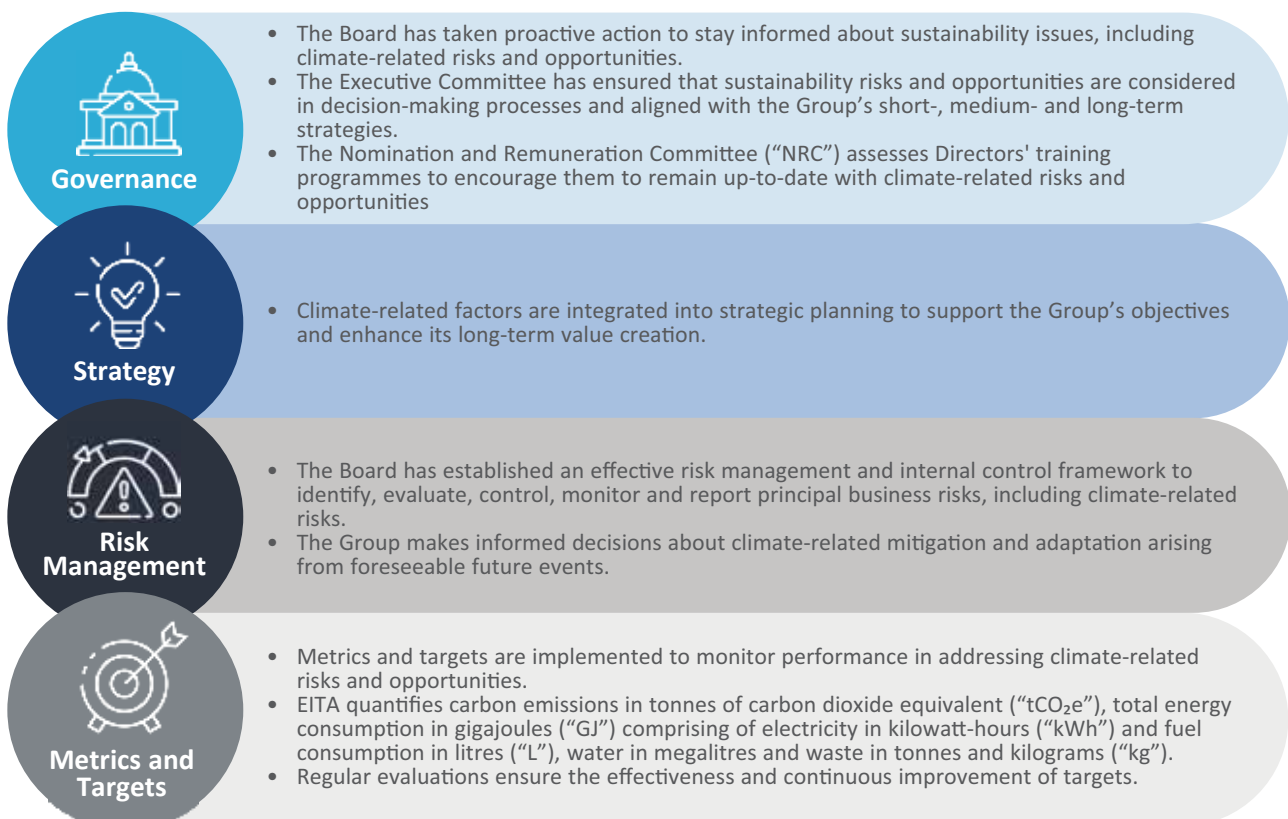 • The Board has taken proactive action to stay informed about sustainability issues, including
climate-related risks and opportunities.
• The Executive Committee has ensured that sustainability risks and opportunities are considered
in decision-making processes and aligned with the Group’s short-, medium- and long-term
strategies.
• The Nomination and Remuneration Committee (“NRC”) assesses Directors' training
programmes to encourage them to remain up-to-date with climate-related risks and
opportunities
Governance
• Climate-related factors are integrated into strategic planning to support the Group’s objectives
and enhance its long-term value creation.
Strategy
• The Board has established an effective risk management and internal control framework to
identify, evaluate, control, monitor and report principal business risks, including climate-related
risks.
• The Group makes informed decisions about climate-related mitigation and adaptation arising
from foreseeable future events.
Risk
Management
• Metrics and targets are implemented to monitor performance in addressing climate-related
risks and opportunities.
• EITA quantifies carbon emissions in tonnes of carbon dioxide equivalent (“tCO₂e”), total energy
consumption in gigajoules (“GJ”) comprising of electricity in kilowatt-hours (“kWh”) and fuel
consumption in litres (“L”), water in megalitres and waste in tonnes and kilograms (“kg”).
• Regular evaluations ensure the effectiveness and continuous improvement of targets.
Metrics and
Targets